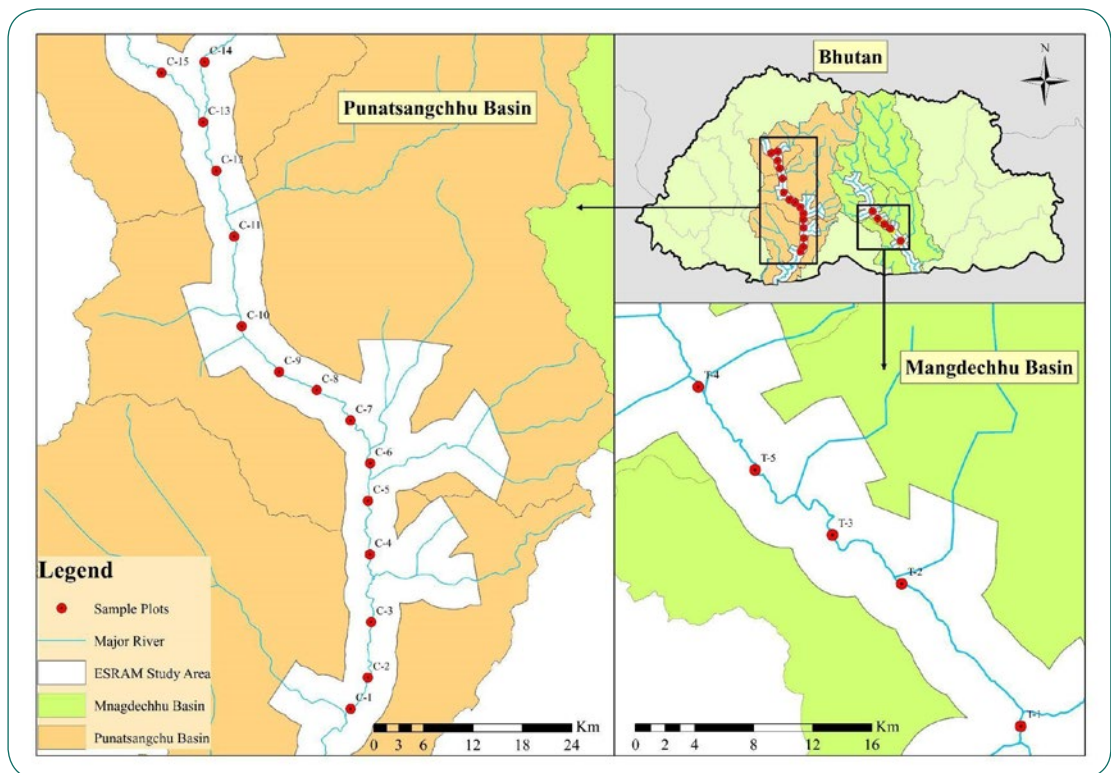 C-14
C-15
Punatsangchhu Basin
C-13
C-12
C-11
C-10
C-9
C-8
C-7
C-6
C-5
C-4
C-3
C-2
C-1
Legend
Sample Plots
Major River
ESRAM Study Area
Mnagdechhu Basin
Punatsangchu Basin
Km
0 3 6 12 18 24
Bhutan
N
Mangdechhu Basin
T-4
T-5
T-3
T-2
T-1
Km
0 2 4 8 12 16